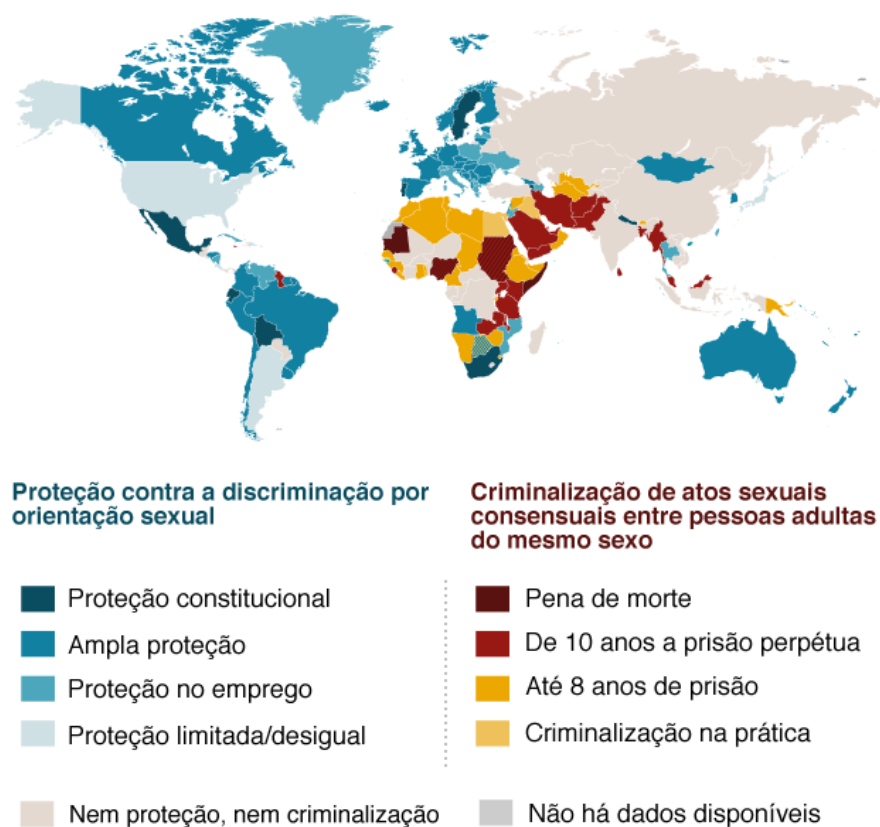 Proteção contra a discriminação por
orientação sexual
Proteção constitucional
Ampla proteção
Proteção no emprego
Proteção limitada/desigual
Nem proteção, nem criminalização
Criminalização de atos sexuais
consensuais entre pessoas adultas
do mesmo sexo
Pena de morte
De 10 anos a prisão perpétua
Até 8 anos de prisão
Criminalização na prática
Não há dados disponíveis